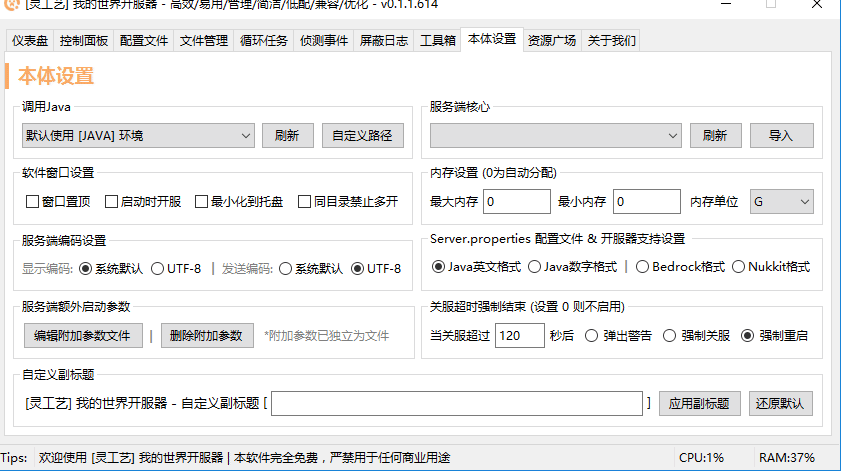 [灵工艺] 我的世界开服器 - 高效/易用/管理/简洁/低配/兼容/优化 - v0.1.1.614
仪表盘 控制面板 配置文件 文件管理 循环任务 侦测事件 屏蔽日志 工具箱 本体设置 资源广场 关于我们
本体设置
调用Java
默认使用 [JAVA] 环境 刷新 自定义路径
服务端核心
刷新 导入
软件窗口设置
窗口置顶 启动时开服 最小化到托盘 同目录禁止多开
内存设置 (0为自动分配)
最大内存 0 最小内存 0 内存单位 G
服务端编码设置
显示编码: 系统默认 UTF-8 | 发送编码: 系统默认 UTF-8
Server.properties 配置文件 & 开服器支持设置
Java英文格式 Java数字格式 | Bedrock格式 Nukkit格式
服务端额外启动参数
编辑附加参数文件 | 删除附加参数 *附加参数已独立为文件
关服超时强制结束 (设置 0 则不启用)
当关服超过 120 秒后 弹出警告 强制关服 强制重启
自定义副标题
[灵工艺] 我的世界开服器 - 自定义副标题 [ ] 应用副标题 还原默认
Tips: 欢迎使用 [灵工艺] 我的世界开服器 | 本软件完全免费，严禁用于任何商业用途 CPU:1% RAM:37%